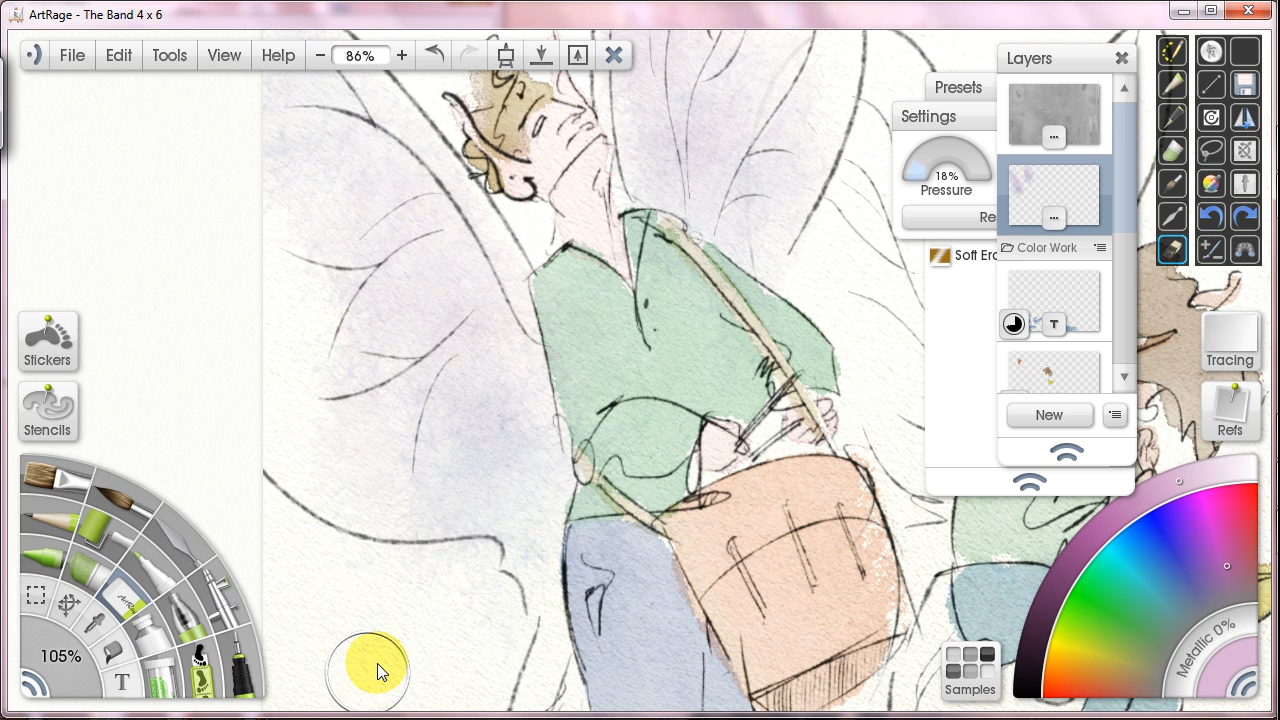 ArtRage - The Band 4 x 6
File Edit Tools View Help
86%
Layers
Presets
Settings
18%
Pressure
Re
Color Work
Soft Era
T
New
Stickers
Stencils
Tracing
Refs
105%
T
Samples
Metallic 0%